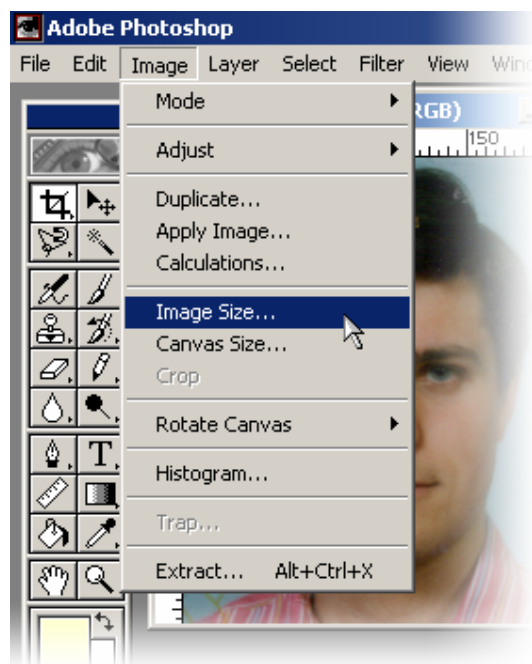 Adobe Photoshop
File Edit Image Layer Select Filter View
RGB)
Mode
150
Adjust
Duplicate...
Apply Image...
Calculations...
Image Size...
Canvas Size...
Crop
Rotate Canvas
Histogram...
Trap...
Extract... Alt+Ctrl+X
T